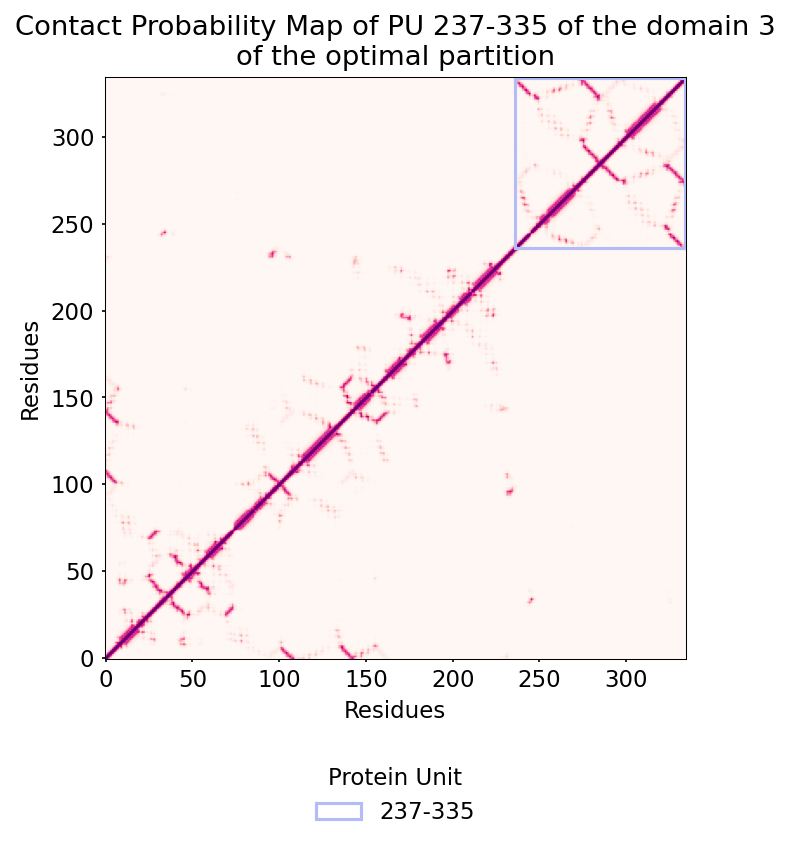 Contact Probability Map of PU 237-335 of the domain 3
of the optimal partition
300
250
200
150
100
50
0
Residues
0 50 100 150 200 250 300
Residues
Protein Unit
237-335